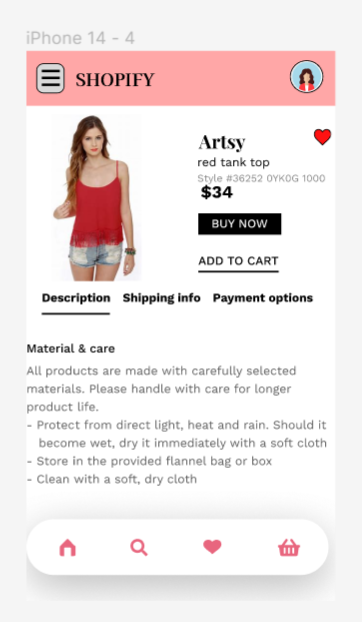 iPhone 14 - 4
SHOPIFY
Artsy
red tank top
Style #36252 0YK0G 1000
$34
BUY NOW
ADD TO CART
Description Shipping info Payment options
Material & care
All products are made with carefully selected
materials. Please handle with care for longer
product life.
- Protect from direct light, heat and rain. Should it
become wet, dry it immediately with a soft cloth
- Store in the provided flannel bag or box
- Clean with a soft, dry cloth